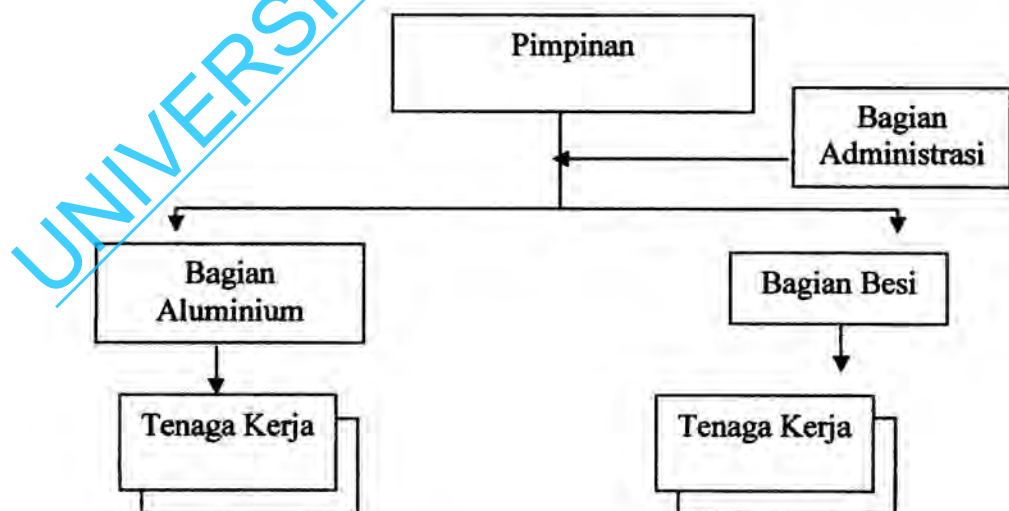 UNIVERSI
Pimpinan
Bagian
Administrasi
Bagian
Aluminium
Bagian Besi
Tenaga Kerja
Tenaga Kerja